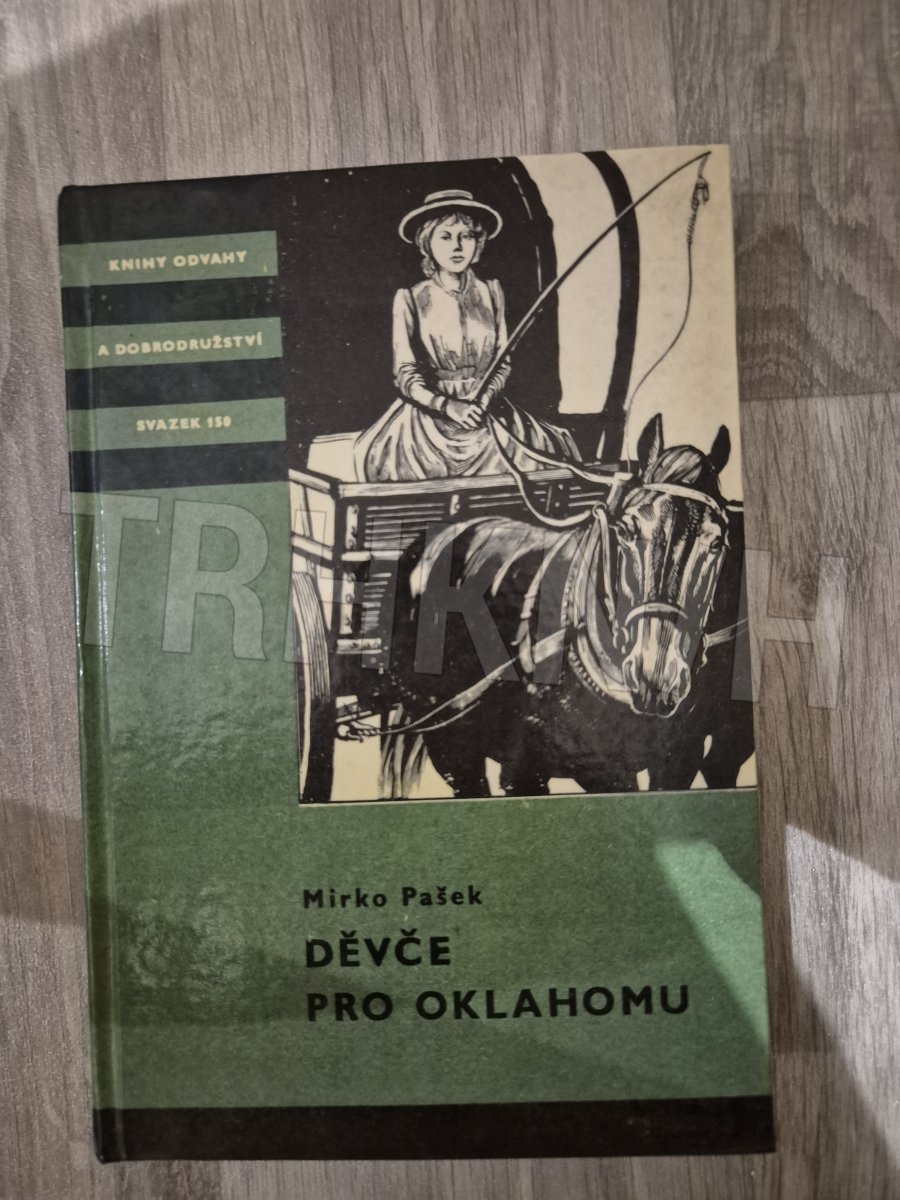 KNIHY ODVAHY
A DOBRODRUŽSTVÍ
SVAZEK 150
Mirko Pašek
DĚVČE
PRO OKLAHOMU